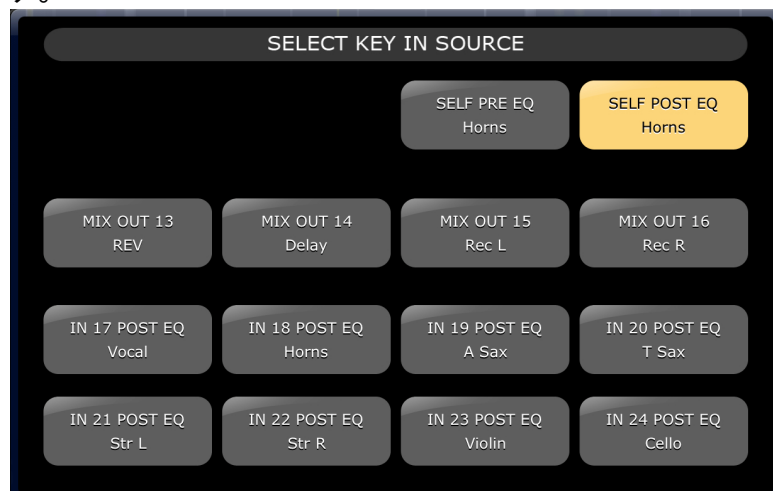 SELECT KEY IN SOURCE
SELF PRE EQ
Horns
SELF POST EQ
Horns
MIX OUT 13
REV
MIX OUT 14
Delay
MIX OUT 15
Rec L
MIX OUT 16
Rec R
IN 17 POST EQ
Vocal
IN 18 POST EQ
Horns
IN 19 POST EQ
A Sax
IN 20 POST EQ
T Sax
IN 21 POST EQ
Str L
IN 22 POST EQ
Str R
IN 23 POST EQ
Violin
IN 24 POST EQ
Cello